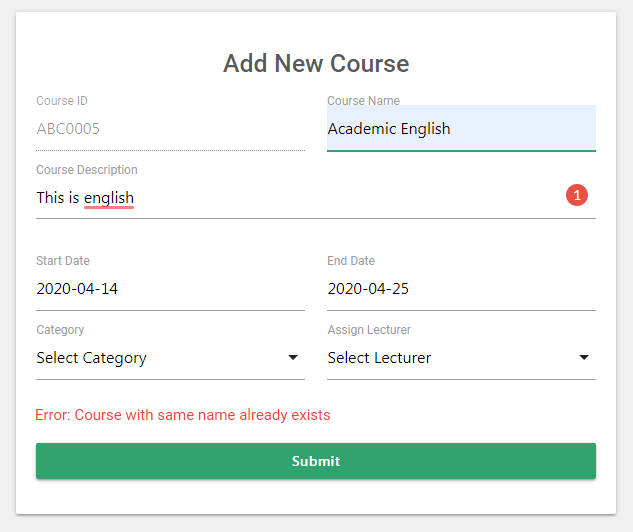 Add New Course
Course ID
Course Name
ABC0005
Academic English
Course Description
This is english
1
Start Date
End Date
2020-04-14
2020-04-25
Category
Assign Lecturer
Select Category
Select Lecturer
Error: Course with same name already exists
Submit